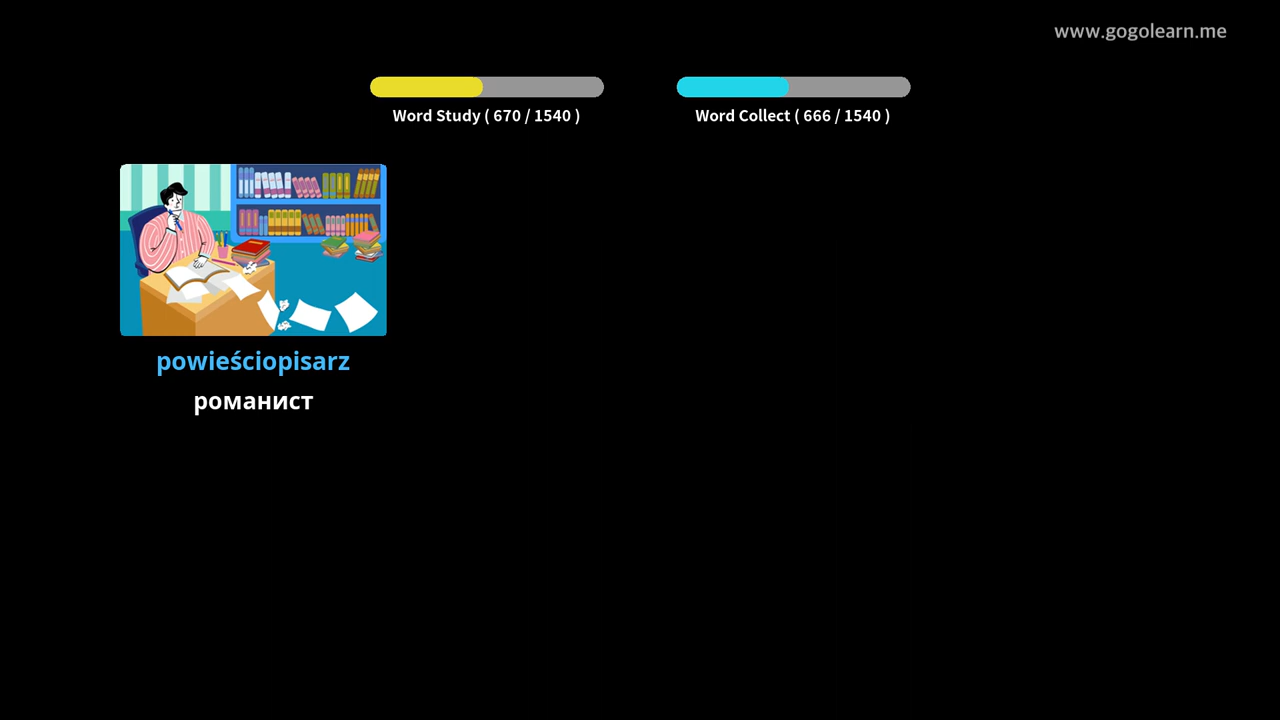 www.gogolearn.me
Word Study ( 670 / 1540 )
Word Collect ( 666 / 1540 )
powieściopisarz
романист